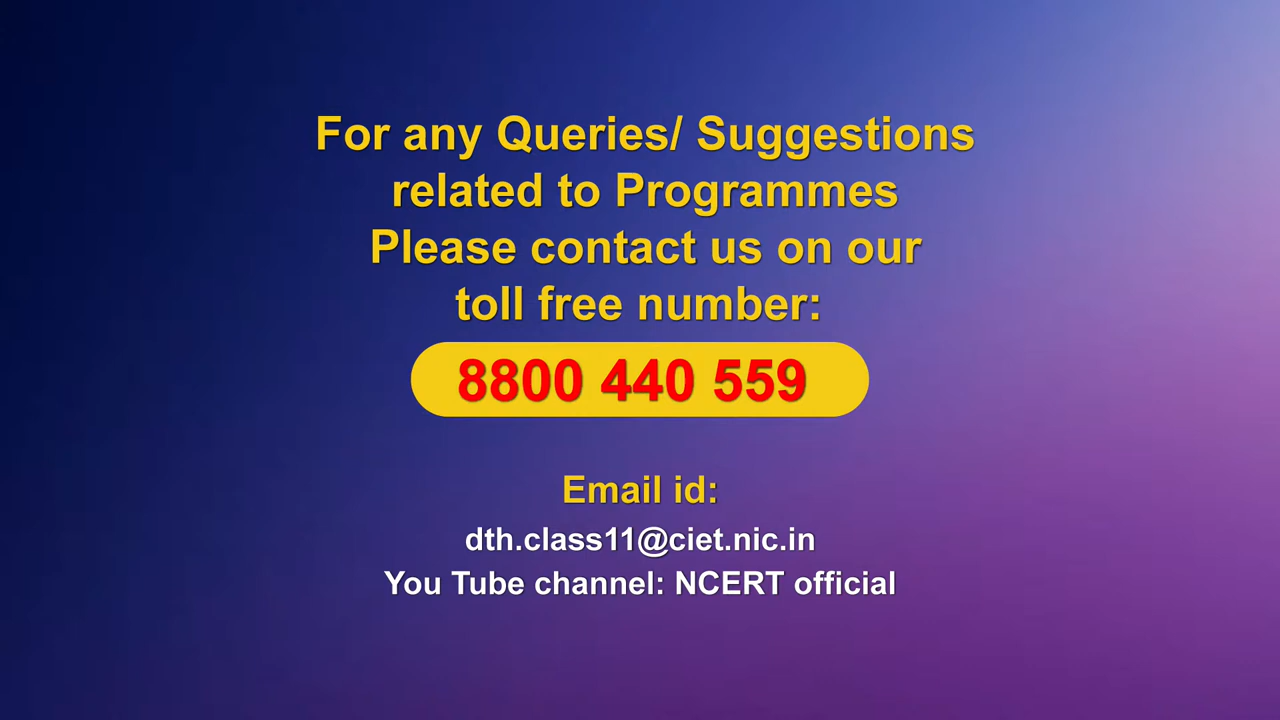 For any Queries/ Suggestions
related to Programmes
Please contact us on our
toll free number:
8800 440 559
Email id:
dth.class11@ciet.nic.in
You Tube channel: NCERT official